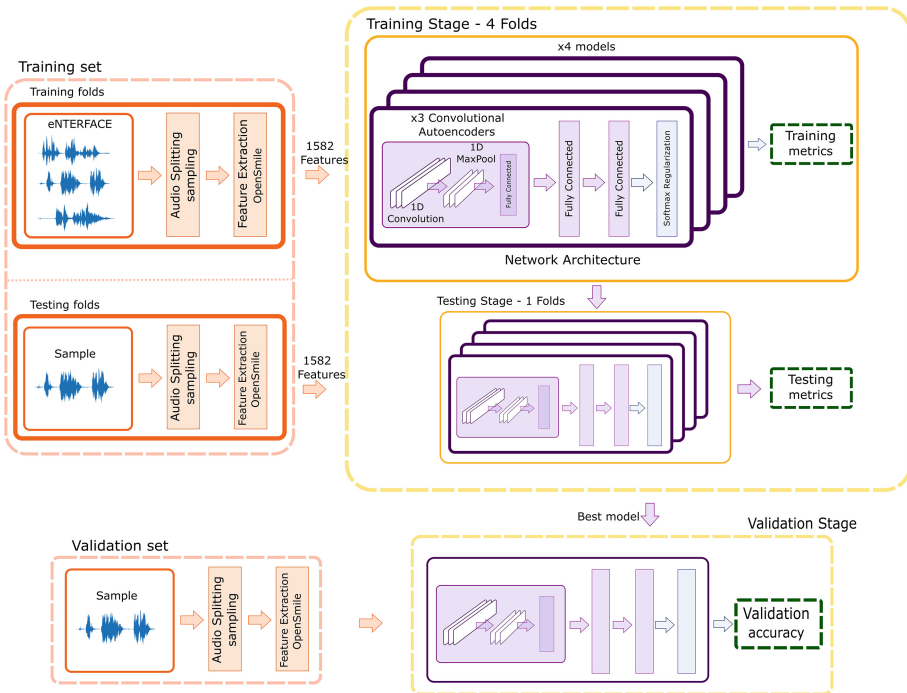 Training Stage - 4 Folds
x4 models
Training set
Training folds
eNTERFACE
Audio Splitting
sampling
Feature Extraction
OpenSmile
1582
Features
x3 Convolutional
Autoencoders
1D
MaxPool
1D
Convolution
Fully Connected
Fully Connected
Fully Connected
Softmax Regularization
Network Architecture
Training
metrics
Testing folds
Sample
Audio Splitting
sampling
Feature Extraction
OpenSmile
1582
Features
Testing Stage - 1 Folds
Testing
metrics
Best model
Validation Stage
Validation set
Sample
Audio Splitting
sampling
Feature Extraction
OpenSmile
Validation
accuracy